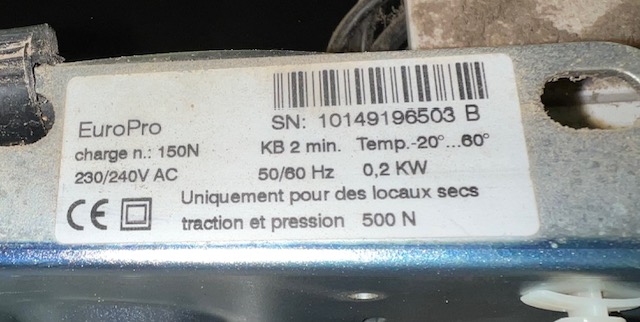 SN: 10149196503 B
EuroPro
charge n.: 150N KB 2 min. Temp.-20°...60°
230/240V AC 50/60 Hz 0,2 KW
CE Uniquement pour des locaux secs
traction et pression 500 N